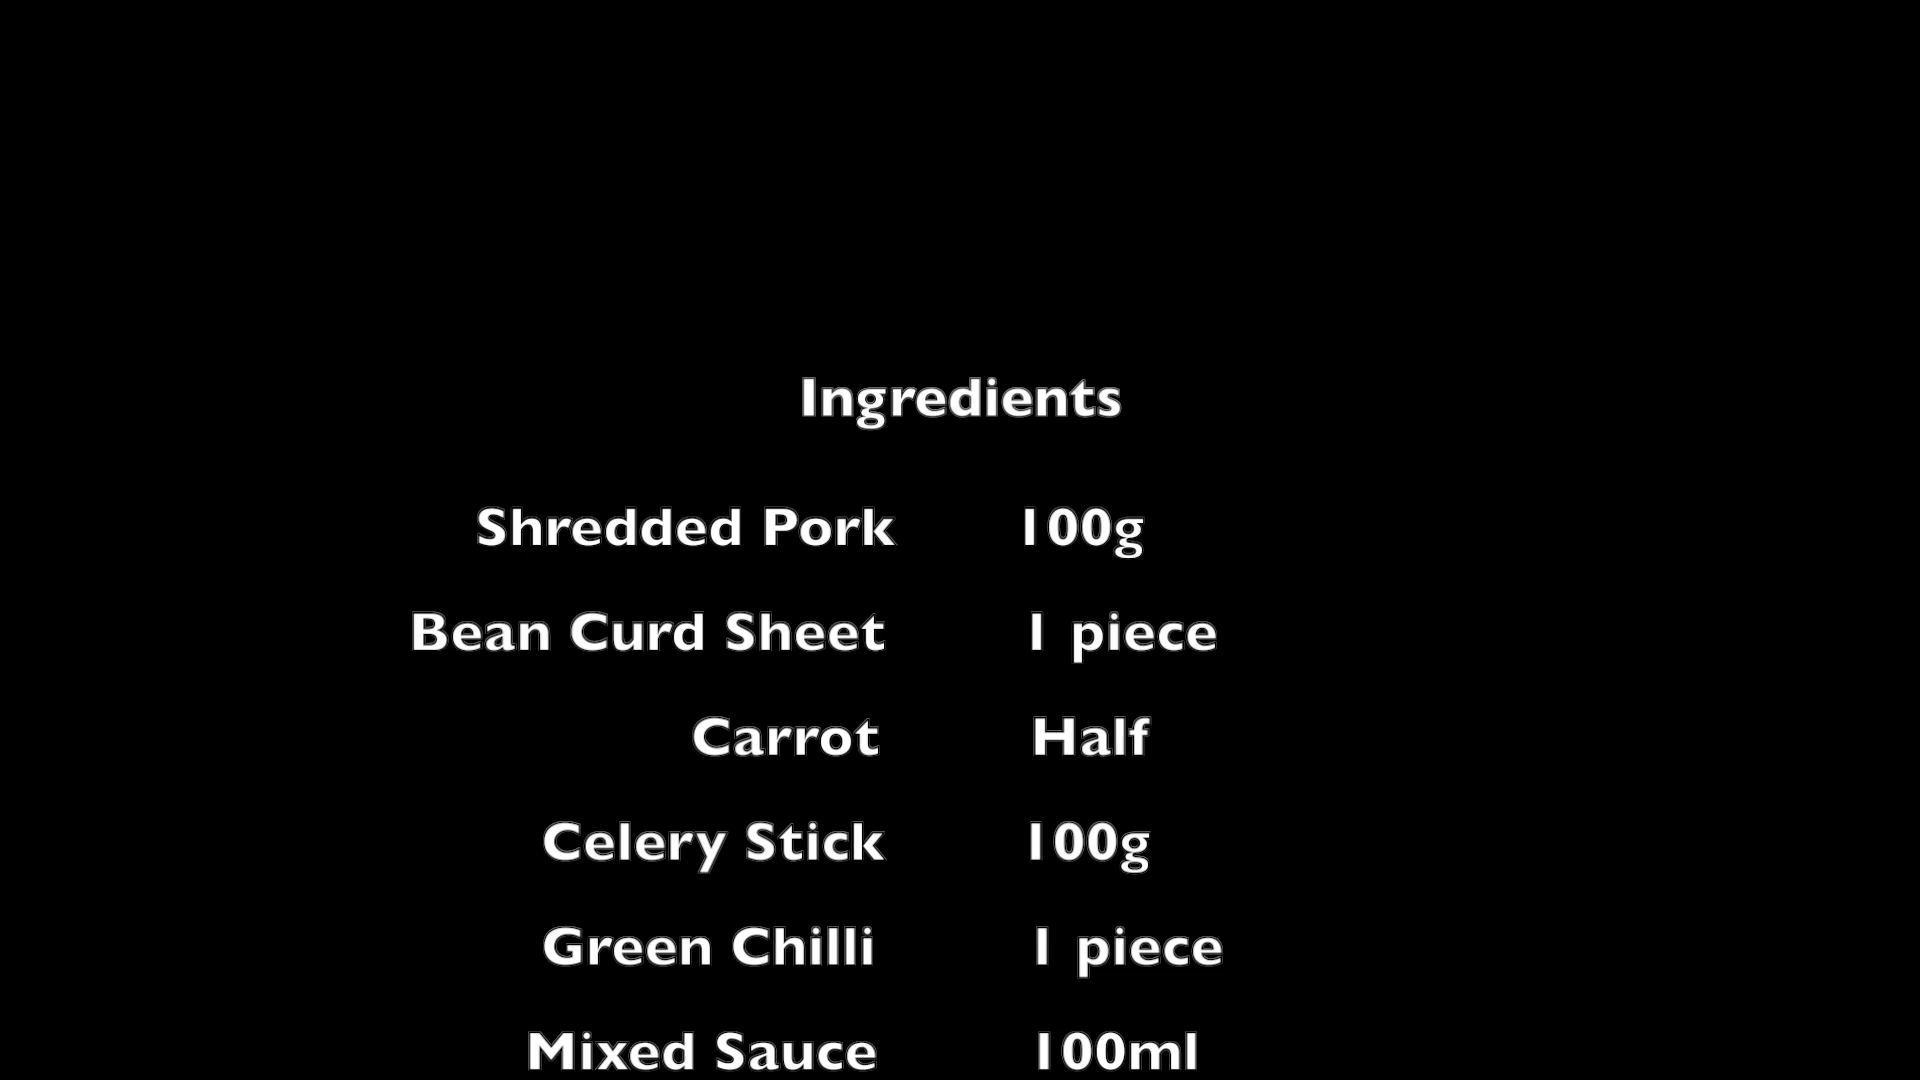 Ingredients
Shredded Pork 100g
Bean Curd Sheet 1 piece
Carrot Half
Celery Stick 100g
Green Chilli 1 piece
Mixed Sauce 100ml